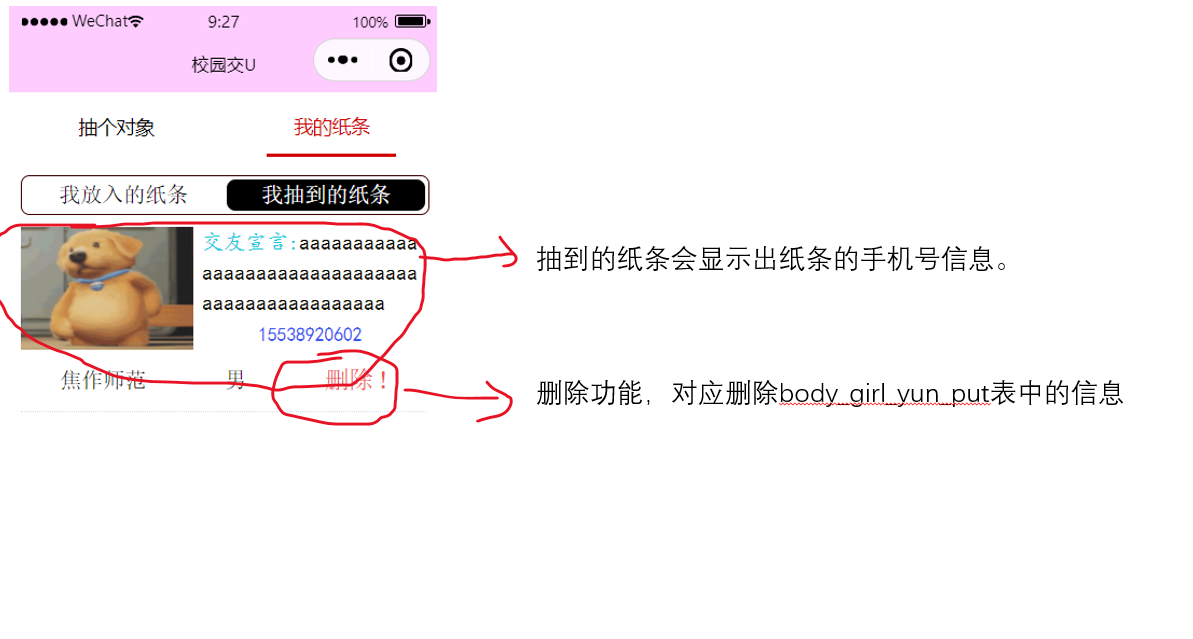 WeChat 9:27 100%
校园交U
抽个对象 我的纸条
我放入的纸条 我抽到的纸条
交友宣言:aaaaaaaaaaa
aaaaaaaaaaaaaaaaaaaa
aaaaaaaaaaaaaaaaa
15538920602
焦作师范 男 删除！
抽到的纸条会显示出纸条的手机号信息。
删除功能，对应删除body_girl_yun_put表中的信息